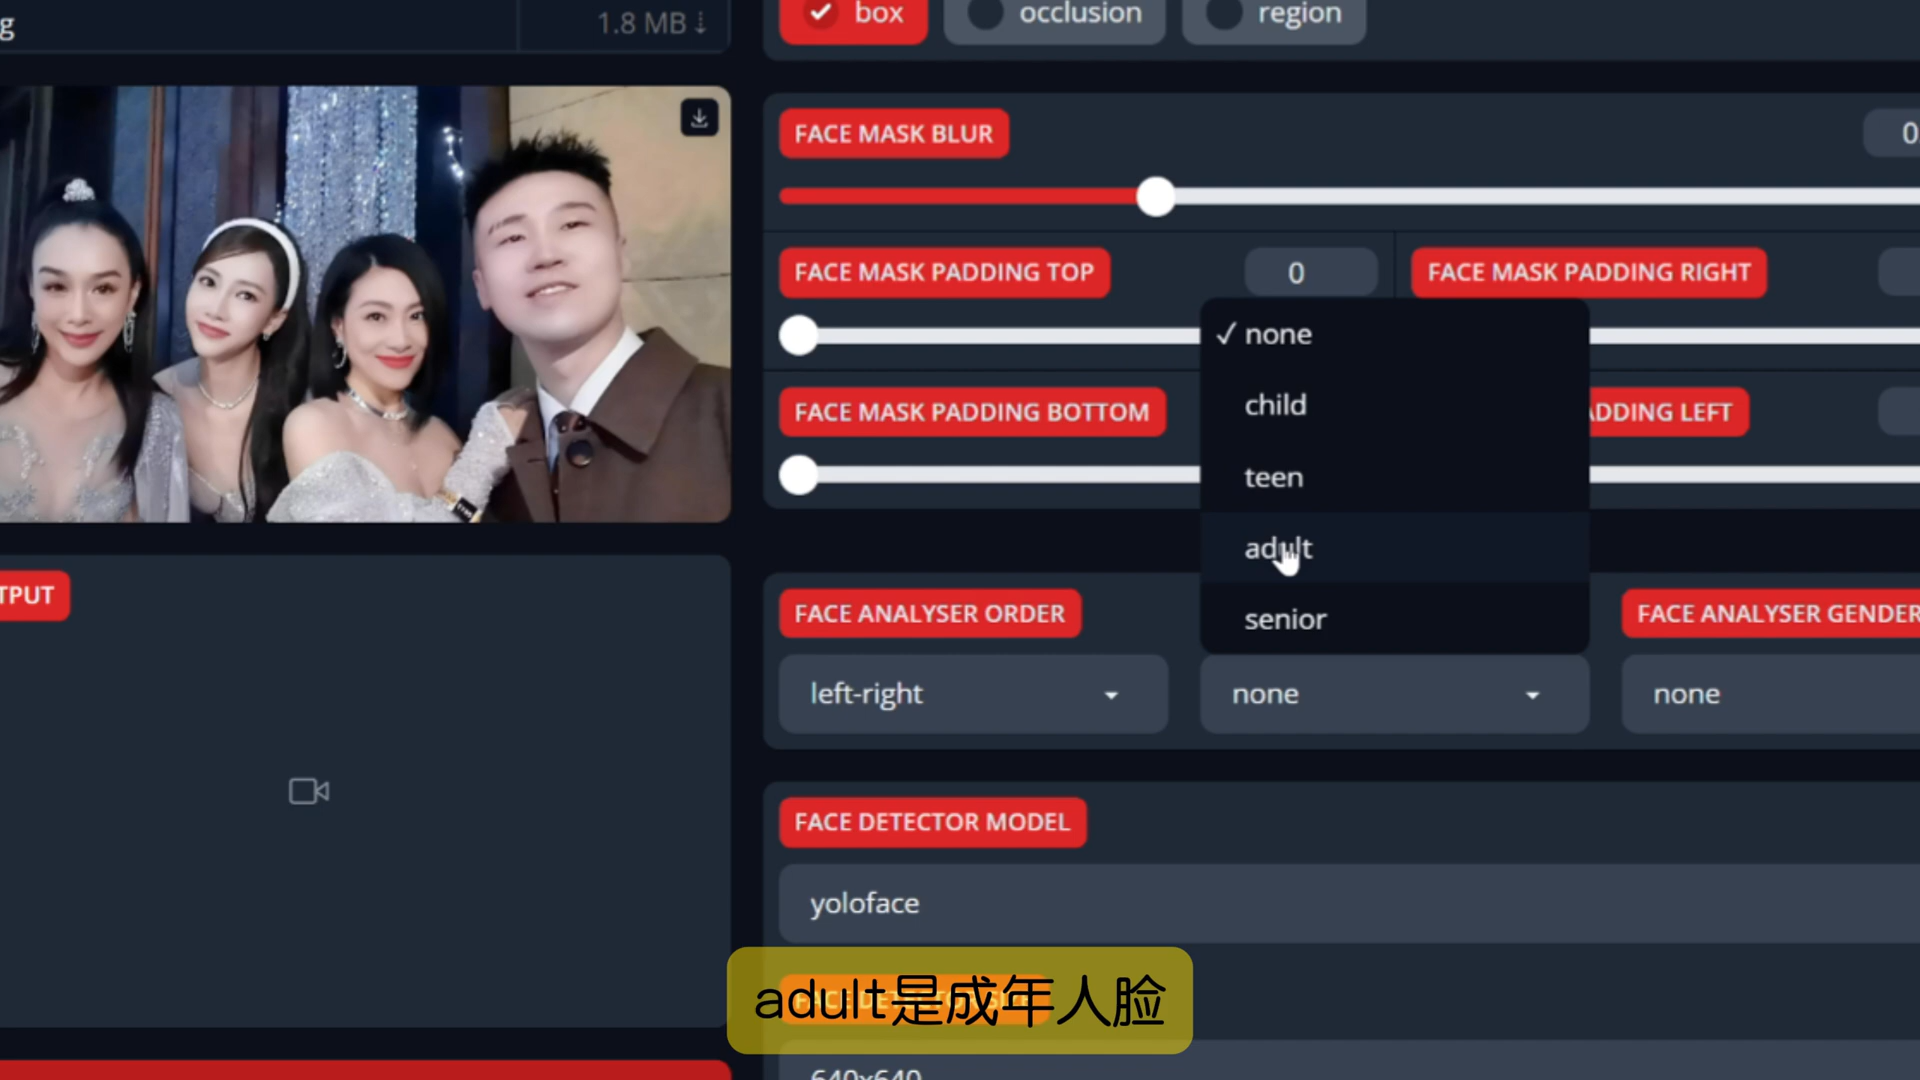 g
1.8 MB ↓
box
occlusion
region
FACE MASK BLUR
0
FACE MASK PADDING TOP
0
FACE MASK PADDING RIGHT
✓ none
child
FACE MASK PADDING BOTTOM
ADDING LEFT
teen
adult
TPUT
FACE ANALYSER ORDER
senior
FACE ANALYSER GENDER
left-right
none
none
FACE DETECTOR MODEL
yoloface
adult是成年人脸
640x640